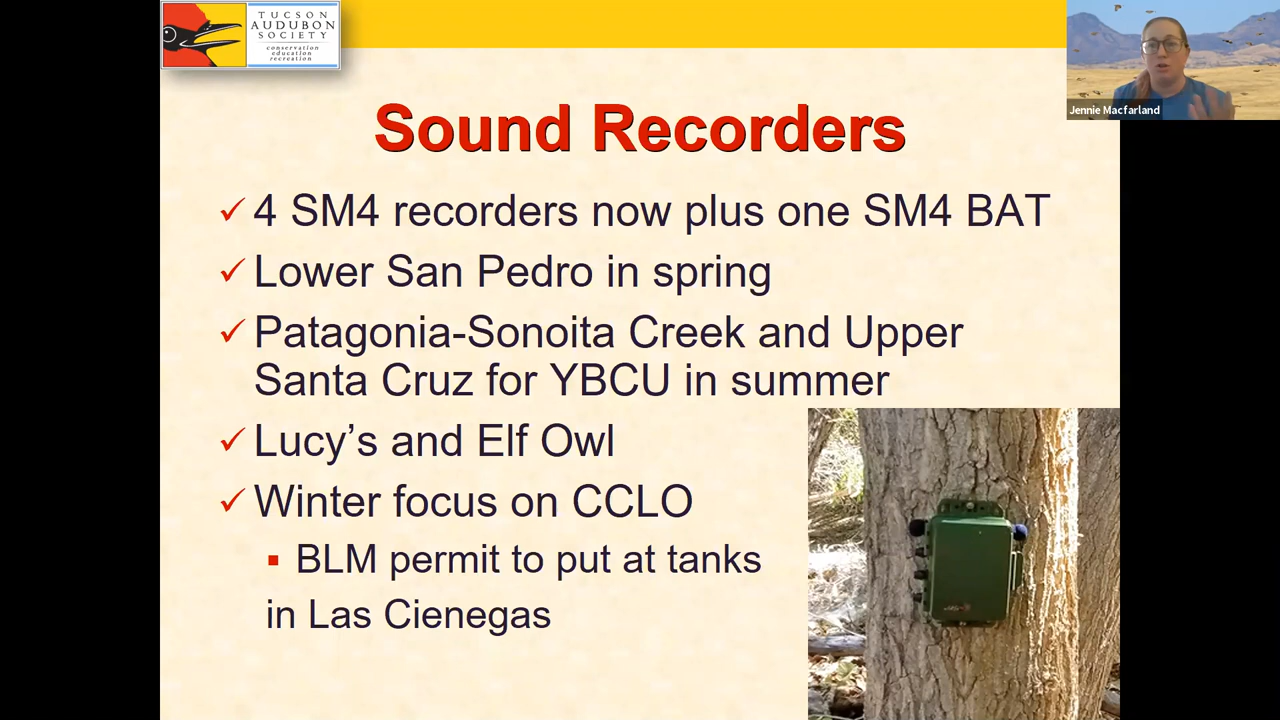 TUCSON
AUDUBON
SOCIETY
conservation
education
recreation
Jennie Macfarland
Sound Recorders
4 SM4 recorders now plus one SM4 BAT
Lower San Pedro in spring
Patagonia-Sonoita Creek and Upper
Santa Cruz for YBCU in summer
Lucy’s and Elf Owl
Winter focus on CCLO
BLM permit to put at tanks
in Las Cienegas